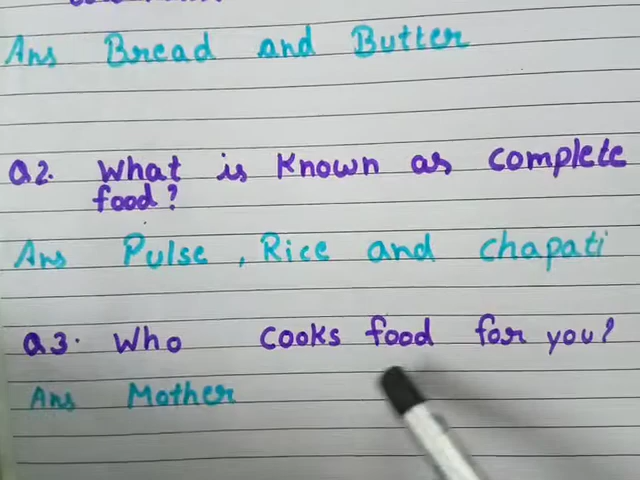 Ans Bread and Butter
Q2. What is known as complete
food?
Ans Pulse, Rice and chapati
Q3. Who cooks food for you?
Ans Mother